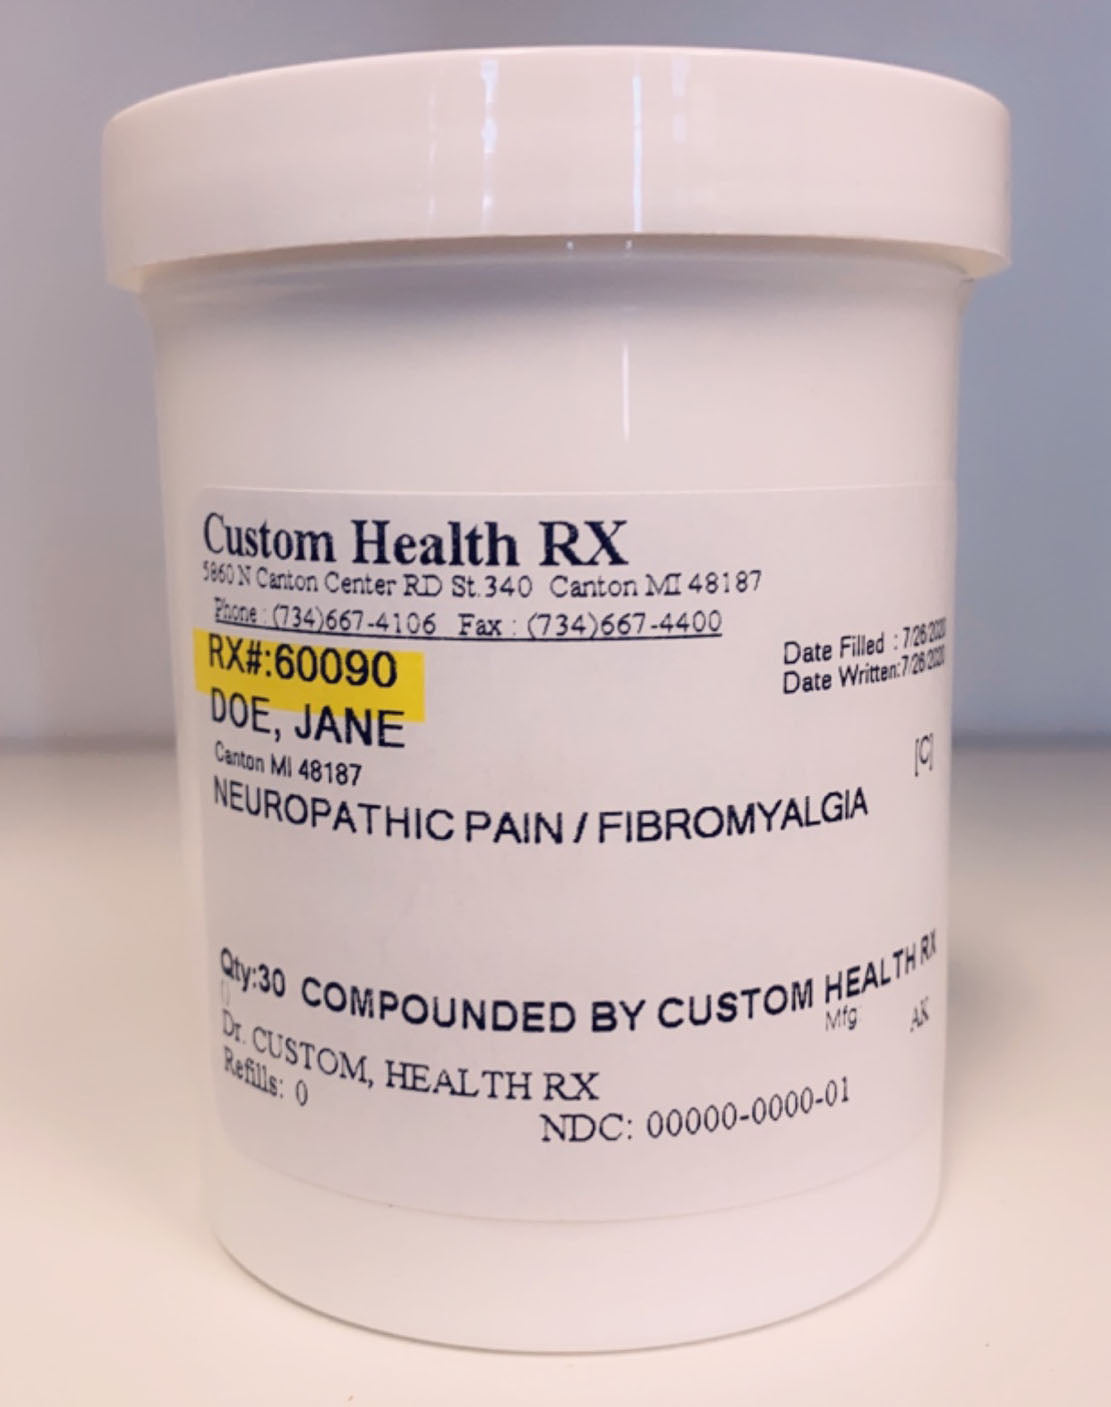 Custom Health RX
5860 N Canton Center RD St.340 Canton MI 48187
Phone : (734)667-4106 Fax : (734)667-4400
RX#:60090
Date Filled : 7/26/2020
Date Written:7/26/2020
DOE, JANE
Canton MI 48187
[C]
NEUROPATHIC PAIN / FIBROMYALGIA
Qty:30 COMPOUNDED BY CUSTOM HEALTH RX
0
Mfg AK
Dr. CUSTOM, HEALTH RX
Refills: 0
NDC: 00000-0000-01